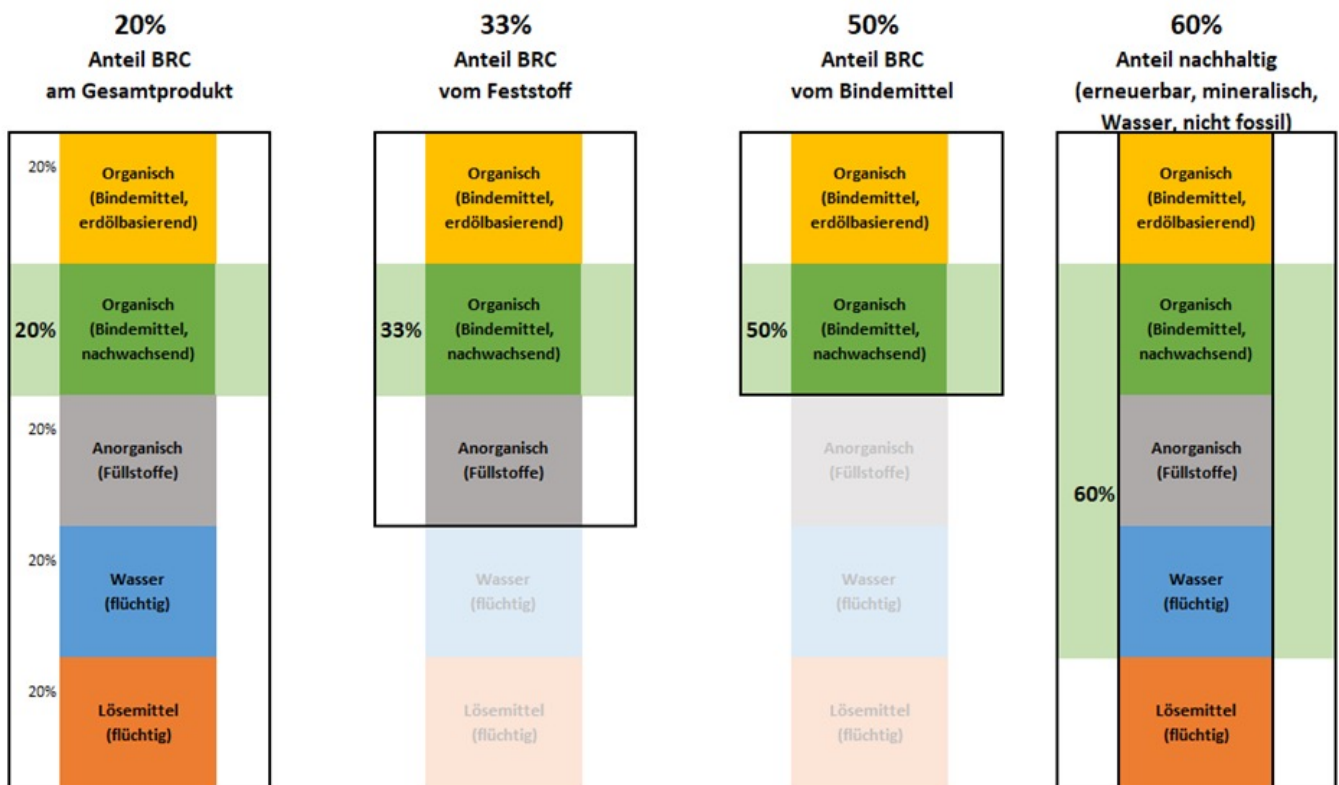 20%
Anteil BRC
am Gesamtprodukt
20%
Organisch
(Bindemittel,
erdölbasierend)
20%
Organisch
(Bindemittel,
nachwachsend)
20%
Anorganisch
(Füllstoffe)
20%
Wasser
(flüchtig)
20%
Lösemittel
(flüchtig)
33%
Anteil BRC
vom Feststoff
Organisch
(Bindemittel,
erdölbasierend)
33%
Organisch
(Bindemittel,
nachwachsend)
Anorganisch
(Füllstoffe)
Wasser
(flüchtig)
Lösemittel
(flüchtig)
50%
Anteil BRC
vom Bindemittel
Organisch
(Bindemittel,
erdölbasierend)
50%
Organisch
(Bindemittel,
nachwachsend)
Anorganisch
(Füllstoffe)
Wasser
(flüchtig)
Lösemittel
(flüchtig)
60%
Anteil nachhaltig
(erneuerbar, mineralisch,
Wasser, nicht fossil)
Organisch
(Bindemittel,
erdölbasierend)
Organisch
(Bindemittel,
nachwachsend)
60%
Anorganisch
(Füllstoffe)
Wasser
(flüchtig)
Lösemittel
(flüchtig)